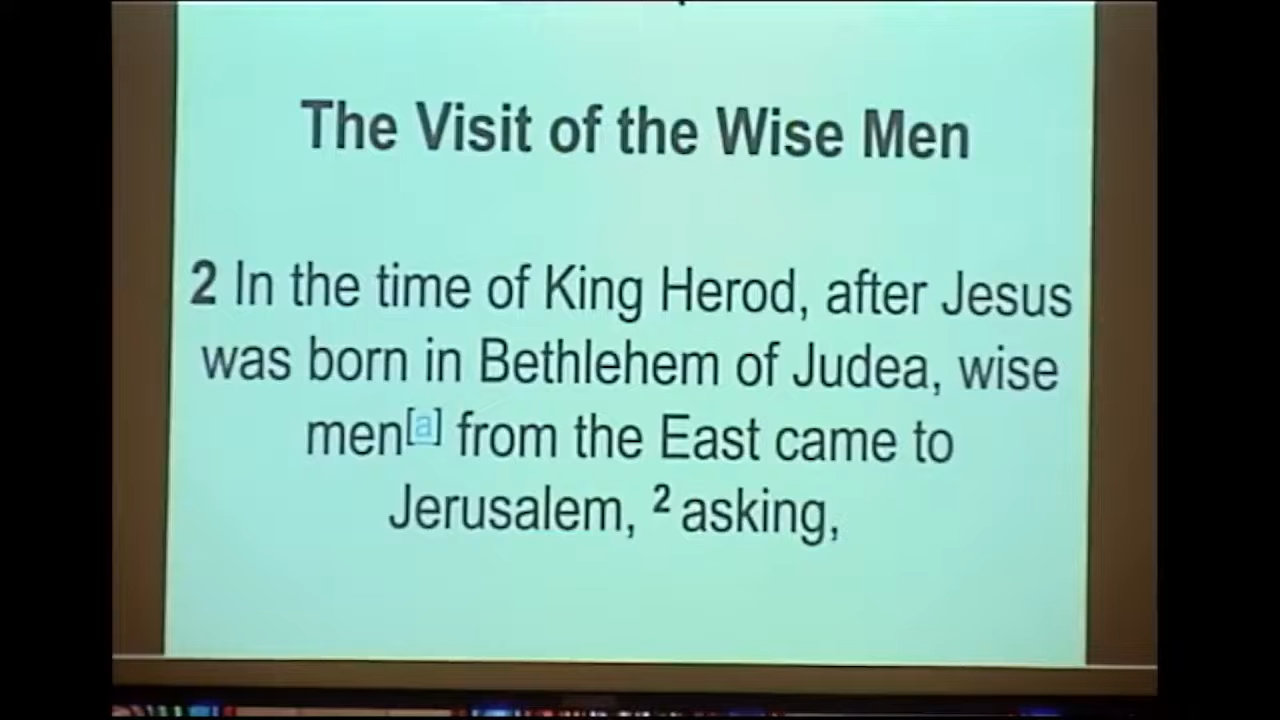 The Visit of the Wise Men
2 In the time of King Herod, after Jesus
was born in Bethlehem of Judea, wise
men[a] from the East came to
Jerusalem, 2 asking,